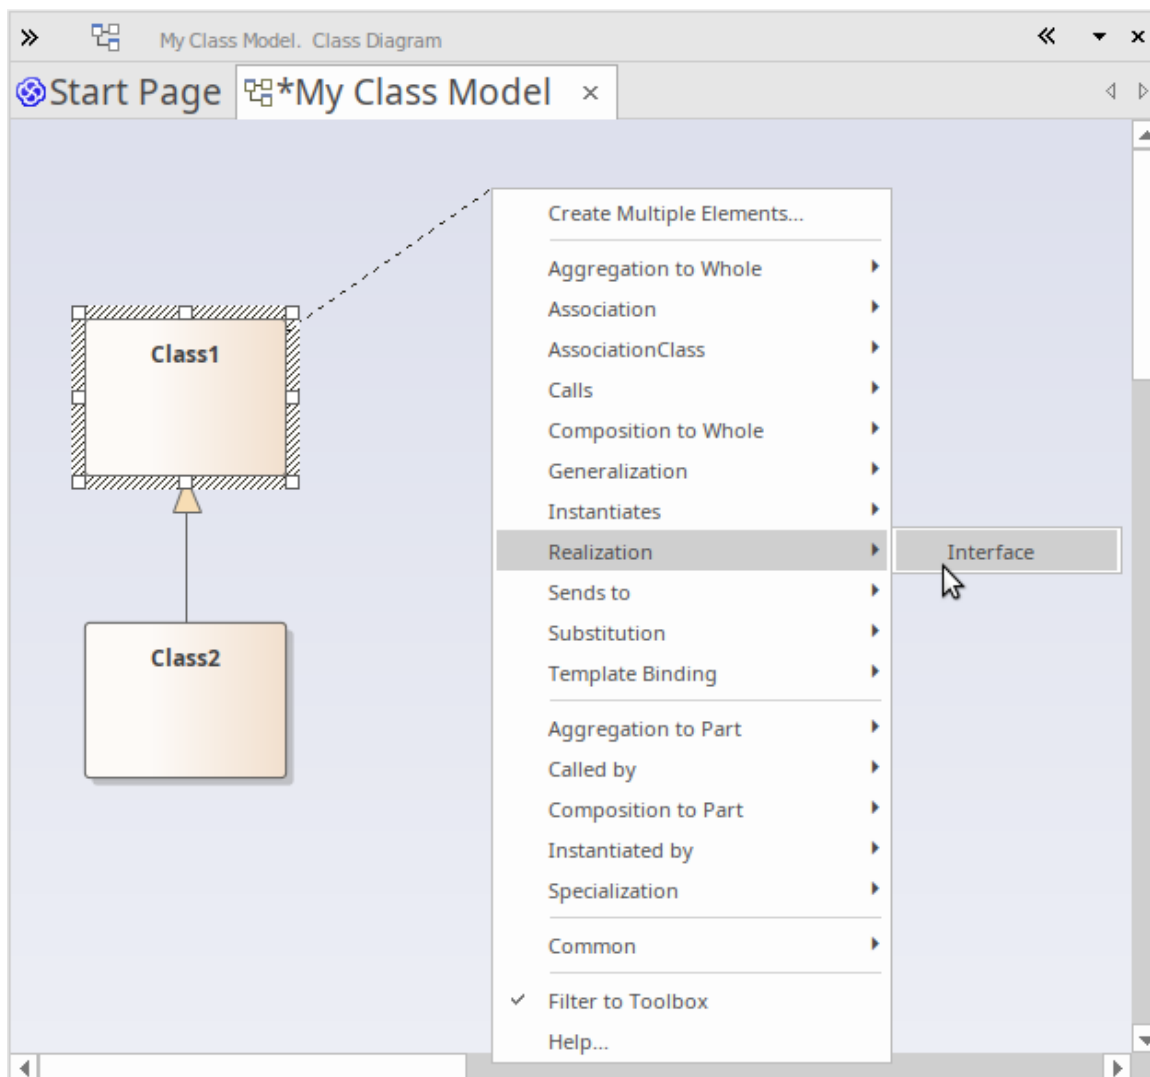 My Class Model. Class Diagram
Start Page *My Class Model
Create Multiple Elements...
Aggregation to Whole
Association
AssociationClass
Calls
Composition to Whole
Generalization
Instantiates
Realization
Interface
Sends to
Substitution
Template Binding
Aggregation to Part
Called by
Composition to Part
Instantiated by
Specialization
Common
Filter to Toolbox
Help...
Class1
Class2